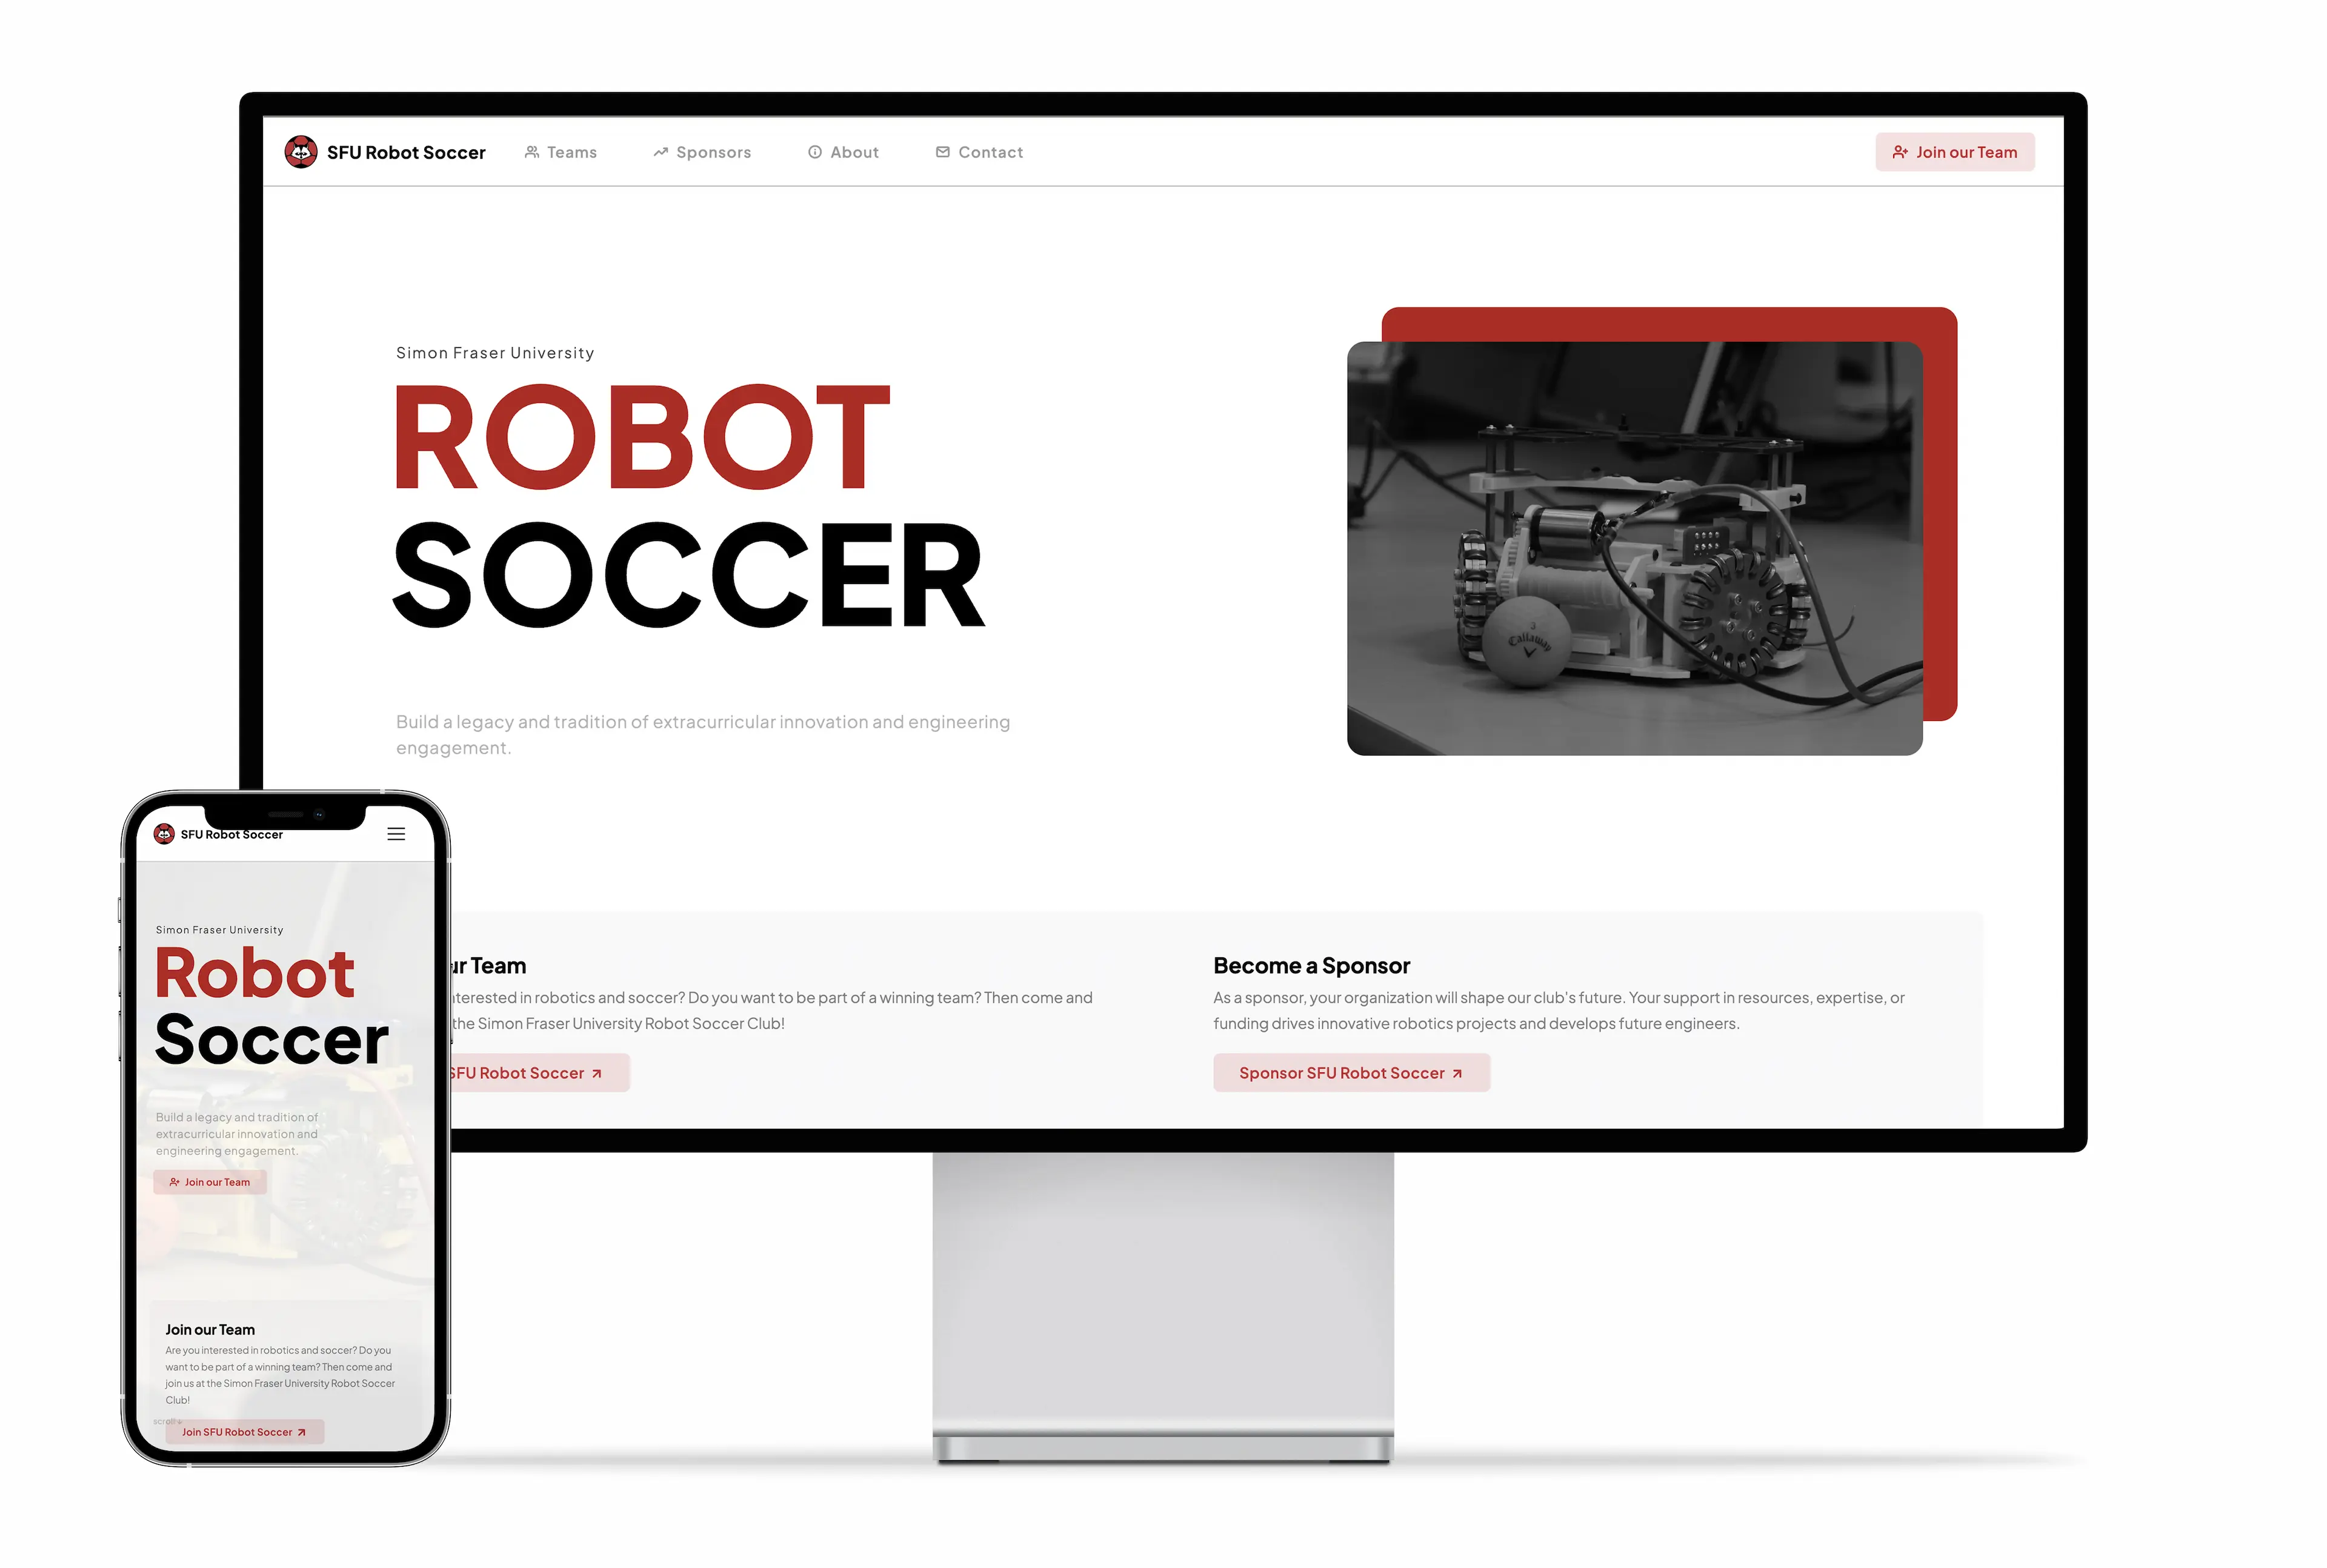 SFU Robot Soccer
Teams
Sponsors
About
Contact
Join our Team
Simon Fraser University
ROBOT
SOCCER
Build a legacy and tradition of extracurricular innovation and engineering
engagement.
3
Callaway
ur Team
nterested in robotics and soccer? Do you want to be part of a winning team? Then come and
the Simon Fraser University Robot Soccer Club!
SFU Robot Soccer
Become a Sponsor
As a sponsor, your organization will shape our club's future. Your support in resources, expertise, or
funding drives innovative robotics projects and develops future engineers.
Sponsor SFU Robot Soccer
SFU Robot Soccer
Simon Fraser University
Robot
Soccer
Build a legacy and tradition of
extracurricular innovation and
engineering engagement.
Join our Team
Join our Team
Are you interested in robotics and soccer? Do you
want to be part of a winning team? Then come and
join us at the Simon Fraser University Robot Soccer
Club!
scroll
Join SFU Robot Soccer